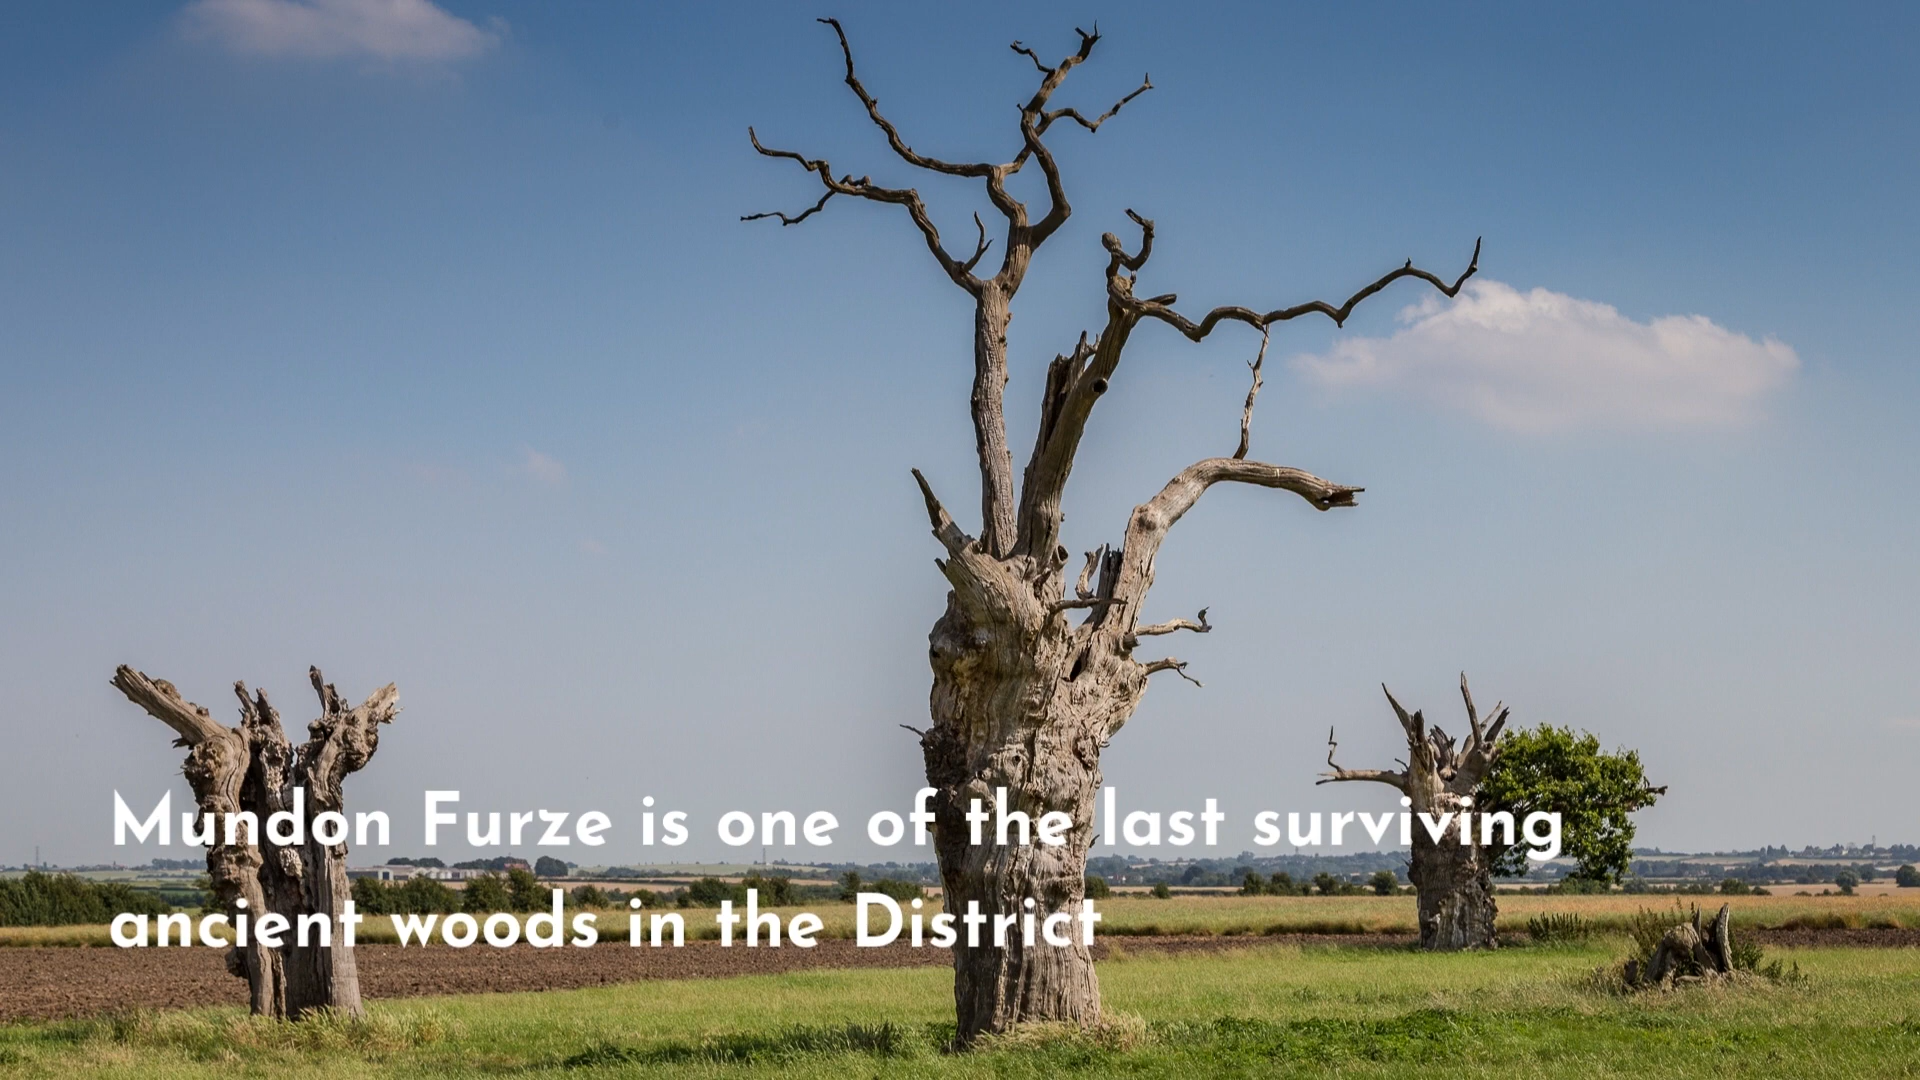 Mundon Furze is one of the last surviving
ancient woods in the District